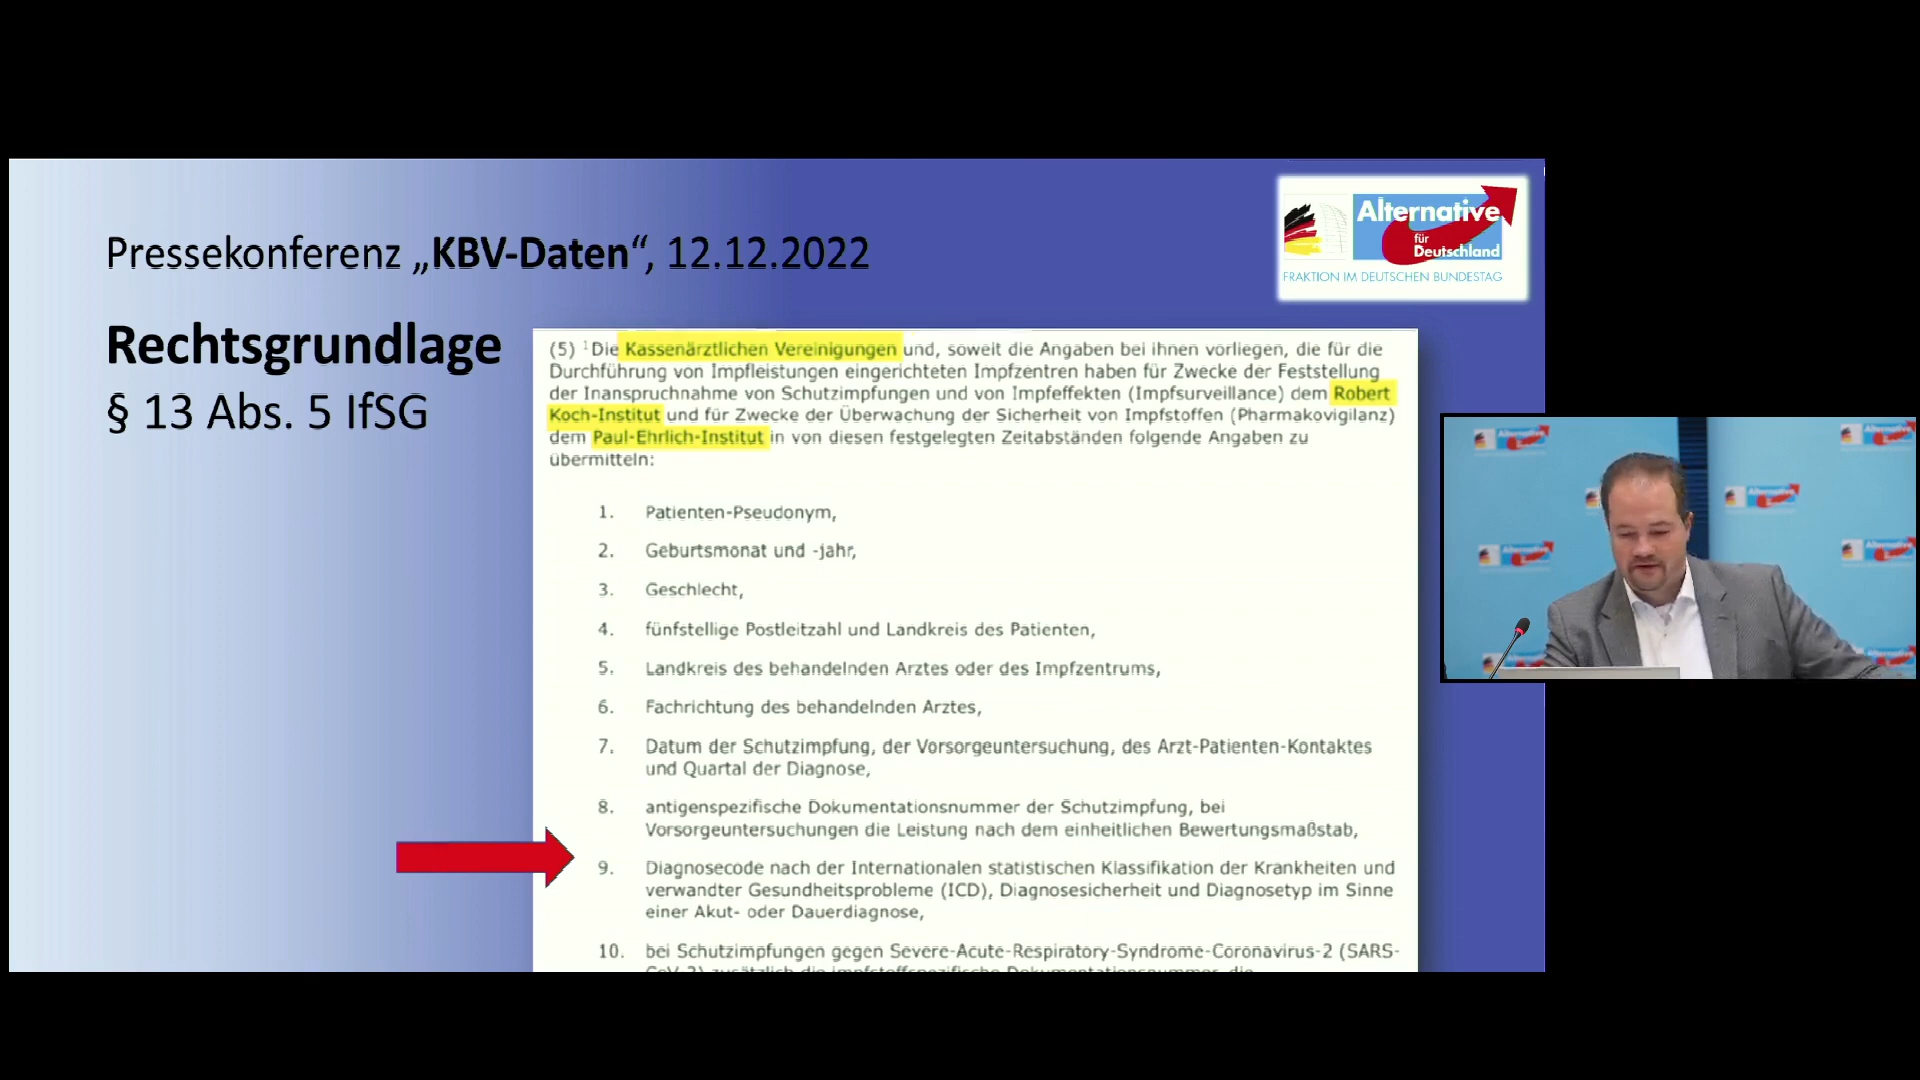 Pressekonferenz „KBV-Daten“, 12.12.2022
Alternative
für
Deutschland
FRAKTION IM DEUTSCHEN BUNDESTAG
Rechtsgrundlage
§ 13 Abs. 5 IfSG
(5) ¹Die Kassenärztlichen Vereinigungen und, soweit die Angaben bei ihnen vorliegen, die für die
Durchführung von Impfleistungen eingerichteten Impfzentren haben für Zwecke der Feststellung
der Inanspruchnahme von Schutzimpfungen und von Impfeffekten (Impfsurveillance) dem Robert
Koch-Institut und für Zwecke der Überwachung der Sicherheit von Impfstoffen (Pharmakovigilanz)
dem Paul-Ehrlich-Institut in von diesen festgelegten Zeitabständen folgende Angaben zu
übermitteln:
1. Patienten-Pseudonym,
2. Geburtsmonat und -jahr,
3. Geschlecht,
4. fünfstellige Postleitzahl und Landkreis des Patienten,
5. Landkreis des behandelnden Arztes oder des Impfzentrums,
6. Fachrichtung des behandelnden Arztes,
7. Datum der Schutzimpfung, der Vorsorgeuntersuchung, des Arzt-Patienten-Kontaktes
und Quartal der Diagnose,
8. antigenspezifische Dokumentationsnummer der Schutzimpfung, bei
Vorsorgeuntersuchungen die Leistung nach dem einheitlichen Bewertungsmaßstab,
9. Diagnosecode nach der Internationalen statistischen Klassifikation der Krankheiten und
verwandter Gesundheitsprobleme (ICD), Diagnosesicherheit und Diagnosetyp im Sinne
einer Akut- oder Dauerdiagnose,
10. bei Schutzimpfungen gegen Severe-Acute-Respiratory-Syndrome-Coronavirus-2 (SARS-
CoV-2) zusätzlich die impfstoffspezifische Dokumentationsnummer, die